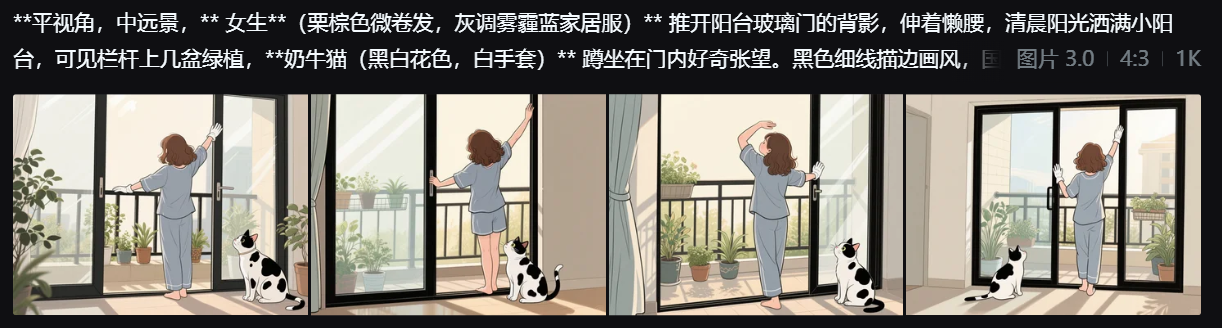 **平视角，中远景，** 女生**（栗棕色微卷发，灰调雾霾蓝家居服）** 推开阳台玻璃门的背影，伸着懒腰，清晨阳光洒满小阳
台，可见栏杆上几盆绿植，**奶牛猫（黑白花色，白手套）** 蹲坐在门内好奇张望。黑色细线描边画风，国 图片 3.0 | 4:3 | 1K